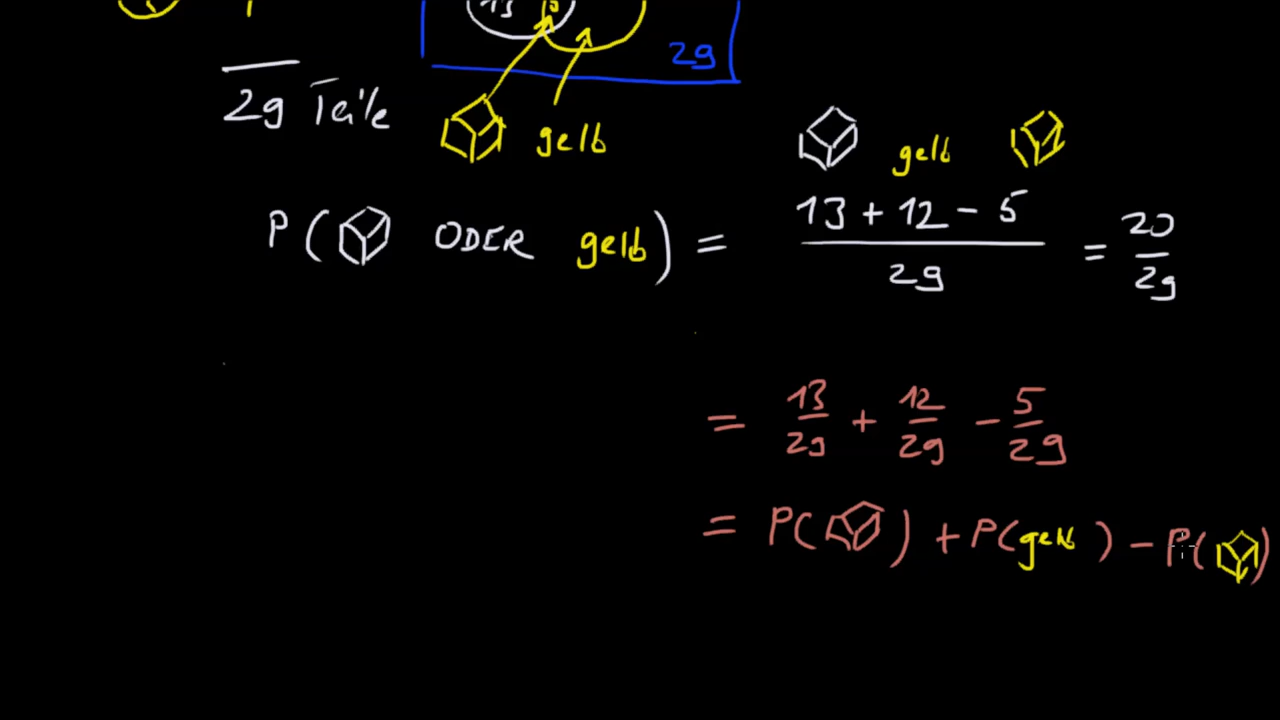 13
29
29 Teile
gelb
gelb
P( ODER gelb) = 13 + 12 - 5 / 29 = 20 / 29
= 13/29 + 12/29 - 5/29
= P( ) + P(gelb) - P( )